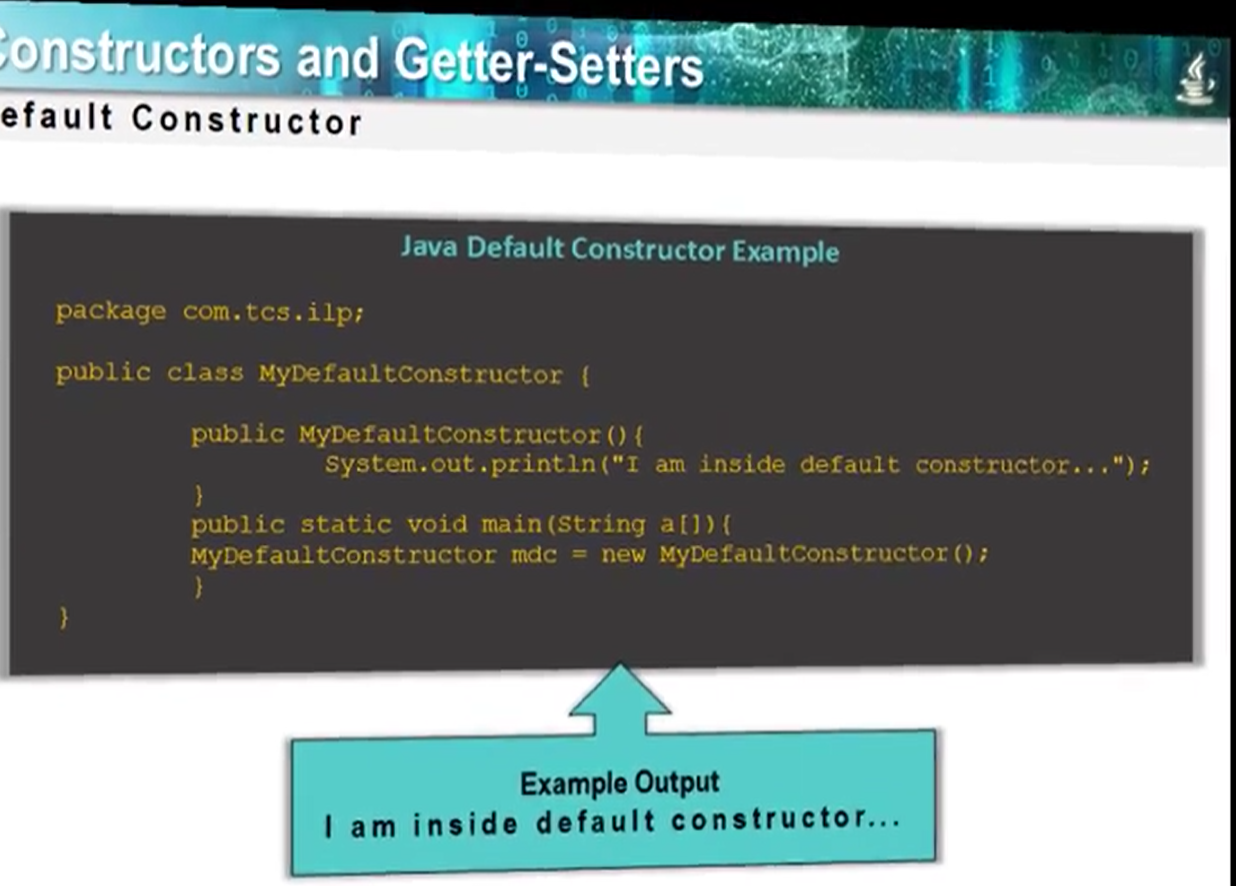 Constructors and Getter-Setters
efault Constructor
Java Default Constructor Example
package com.tcs.ilp;
public class MyDefaultConstructor {
public MyDefaultConstructor(){
System.out.println("I am inside default constructor...");
}
public static void main(String a[]){
MyDefaultConstructor mdc = new MyDefaultConstructor();
}
}
Example Output
I am inside default constructor...